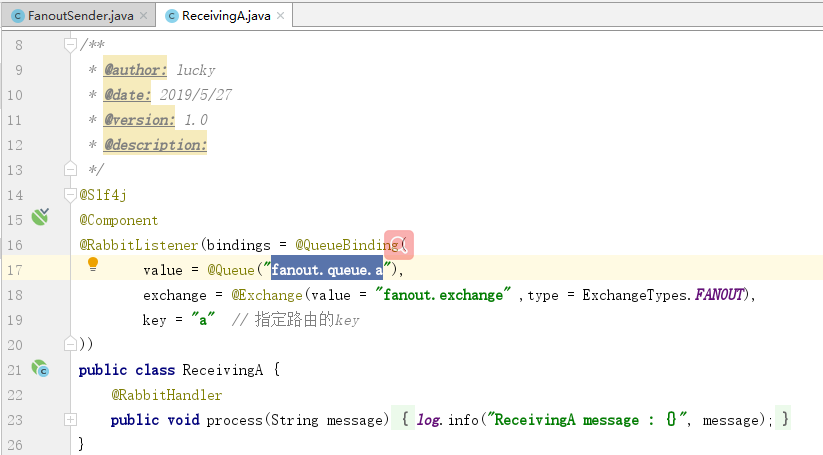 FanoutSender.java × ReceivingA.java ×
8 /**
9 * @author: lucky
10 * @date: 2019/5/27
11 * @version: 1.0
12 * @description:
13 */
14 @Slf4j
15 @Component
16 @RabbitListener(bindings = @QueueBinding(
17 value = @Queue("fanout.queue.a"),
18 exchange = @Exchange(value = "fanout.exchange" ,type = ExchangeTypes.FANOUT),
19 key = "a" // 指定路由的key
20 ))
21 public class ReceivingA {
22 @RabbitHandler
23 public void process(String message) { log.info("ReceivingA message : {}", message); }
26 }